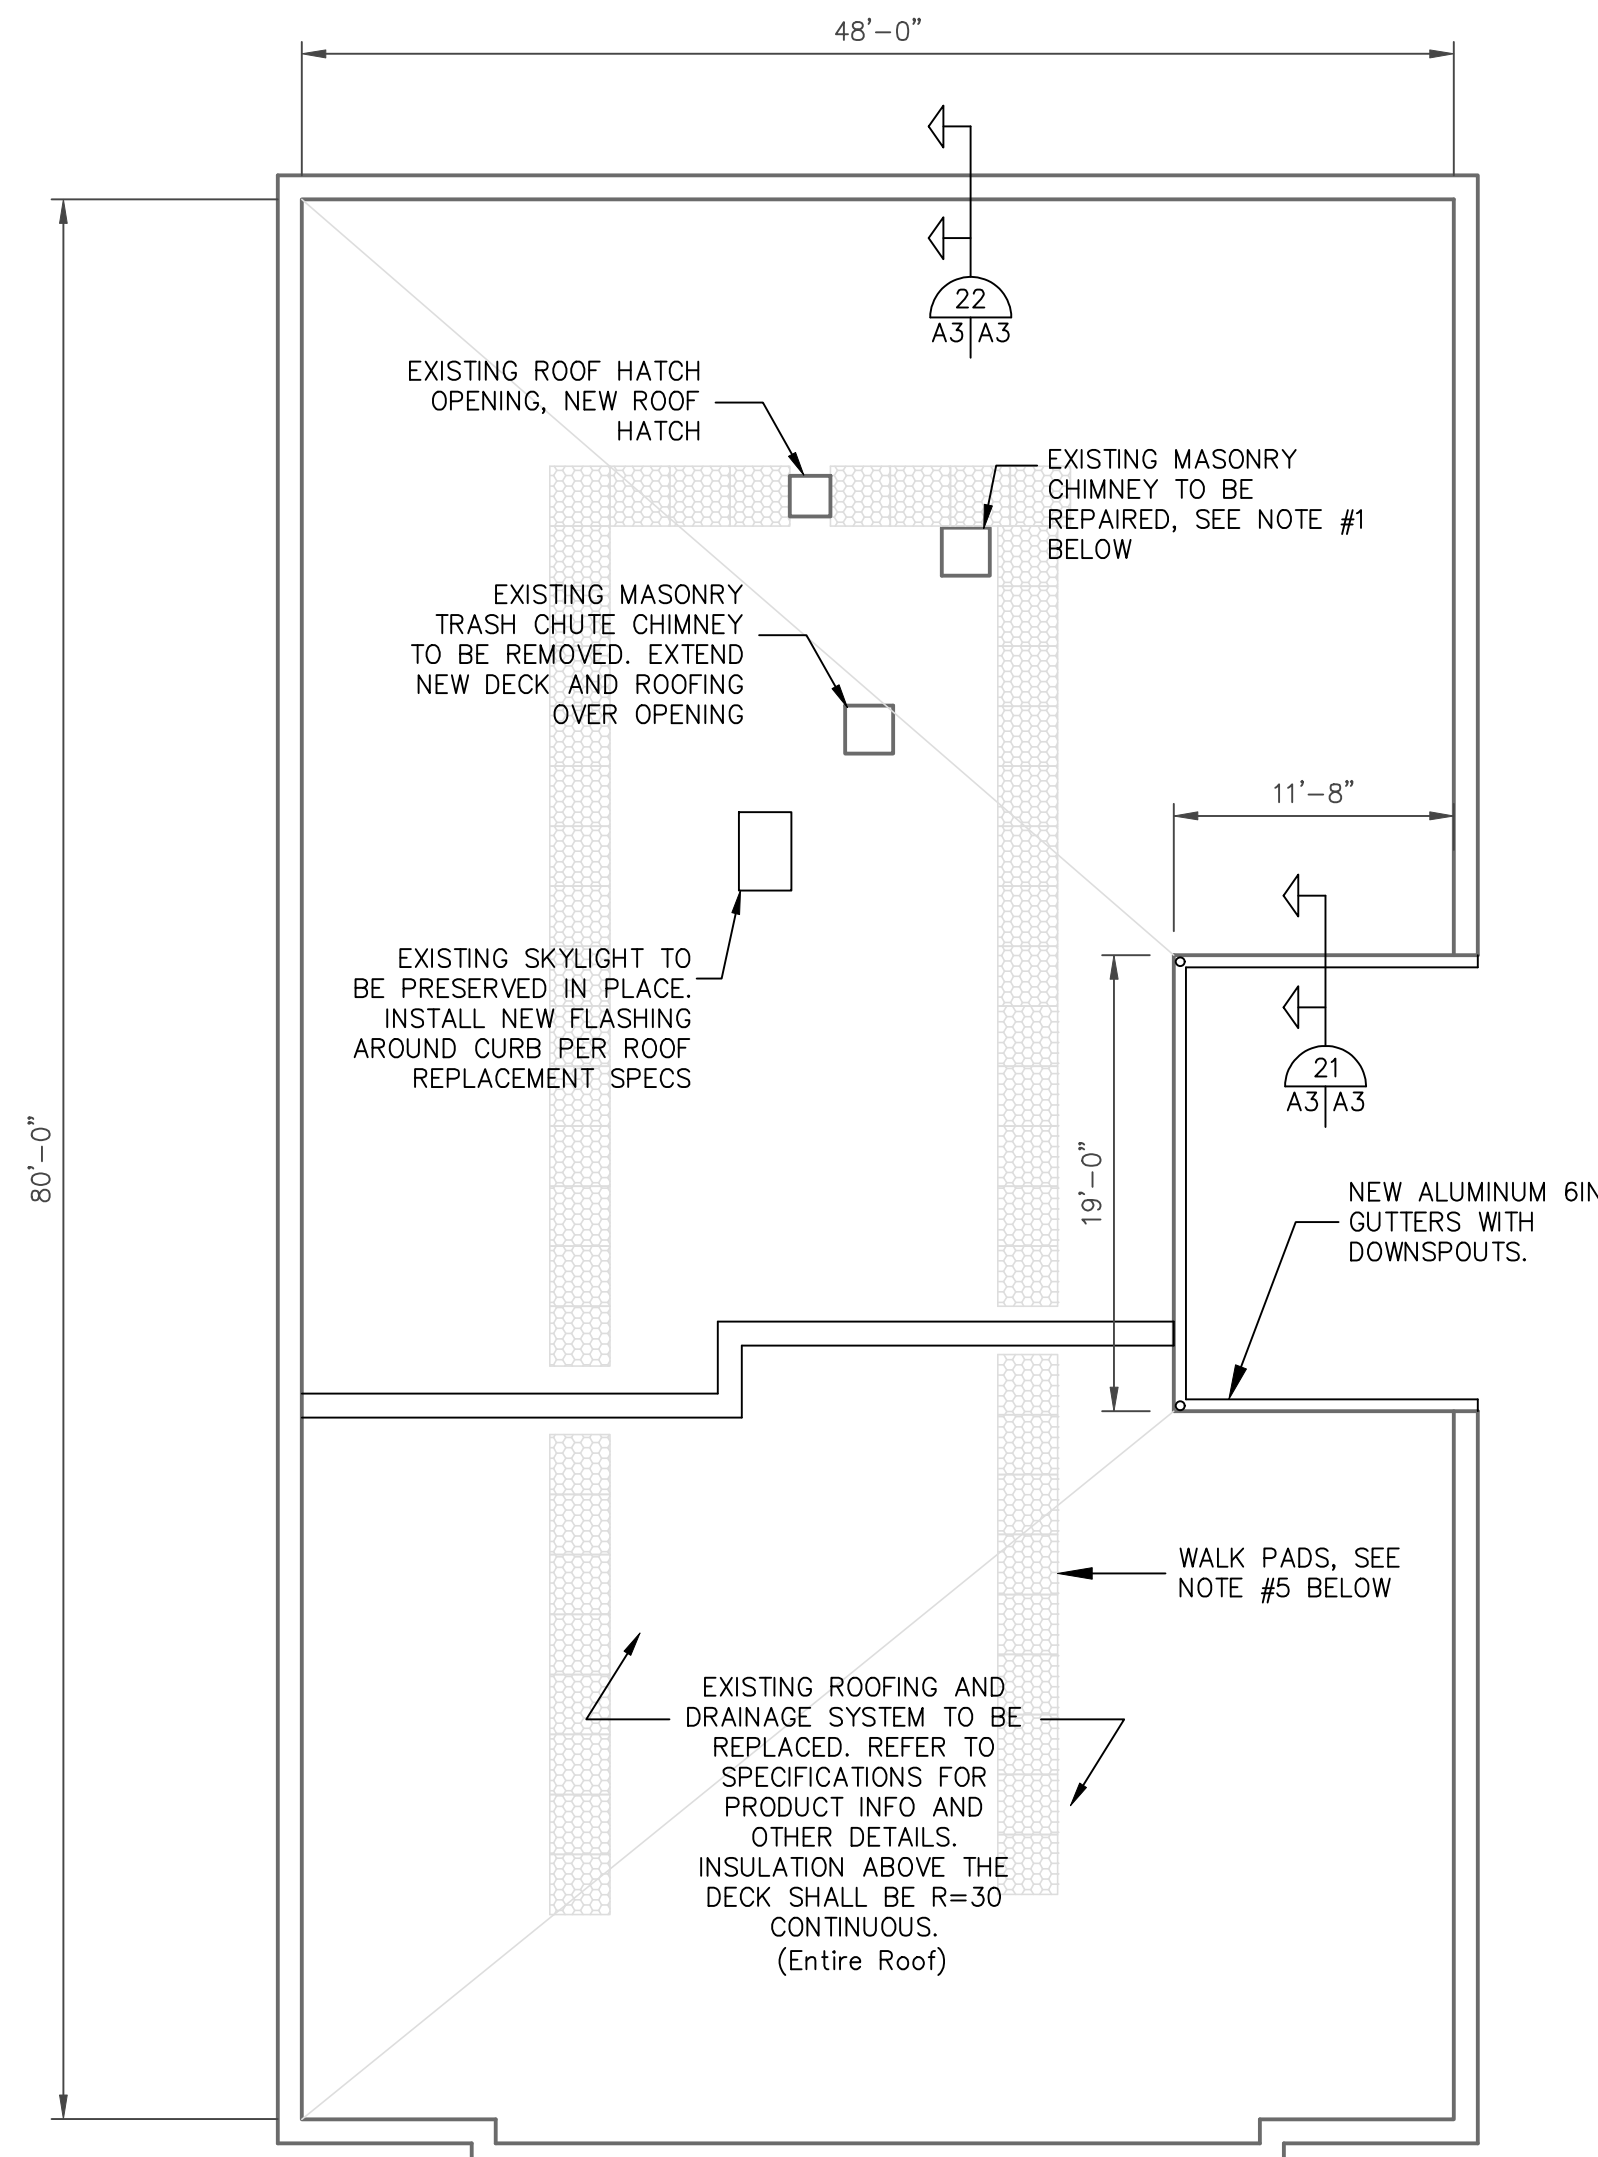 48'-0"
22
A3 A3
EXISTING ROOF HATCH
OPENING, NEW ROOF
HATCH
EXISTING MASONRY
CHIMNEY TO BE
REPAIRED, SEE NOTE #1
BELOW
EXISTING MASONRY
TRASH CHUTE CHIMNEY
TO BE REMOVED. EXTEND
NEW DECK AND ROOFING
OVER OPENING
11'-8"
EXISTING SKYLIGHT TO
BE PRESERVED IN PLACE.
INSTALL NEW FLASHING
AROUND CURB PER ROOF
REPLACEMENT SPECS
21
A3 A3
80'-0"
19'-0"
NEW ALUMINUM 6IN
GUTTERS WITH
DOWNSPOUTS.
WALK PADS, SEE
NOTE #5 BELOW
EXISTING ROOFING AND
DRAINAGE SYSTEM TO BE
REPLACED. REFER TO
SPECIFICATIONS FOR
PRODUCT INFO AND
OTHER DETAILS.
INSULATION ABOVE THE
DECK SHALL BE R=30
CONTINUOUS.
(Entire Roof)